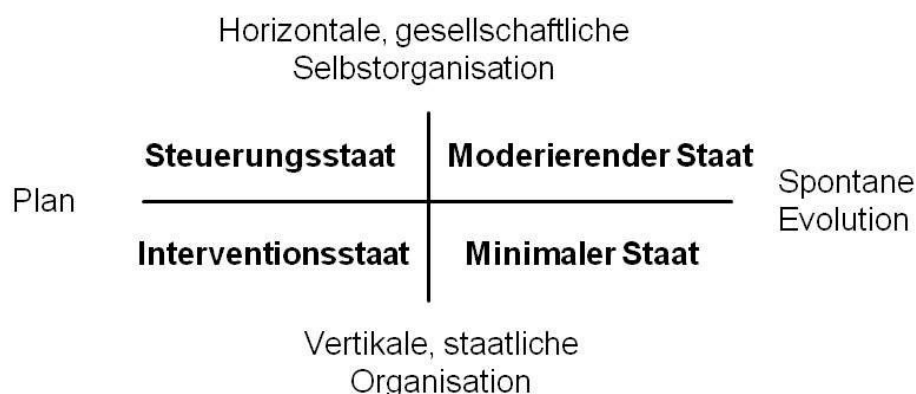 Horizontale, gesellschaftliche
Selbstorganisation
Steuerungsstaat
Moderierender Staat
Plan
Spontane
Evolution
Interventionsstaat
Minimaler Staat
Vertikale, staatliche
Organisation